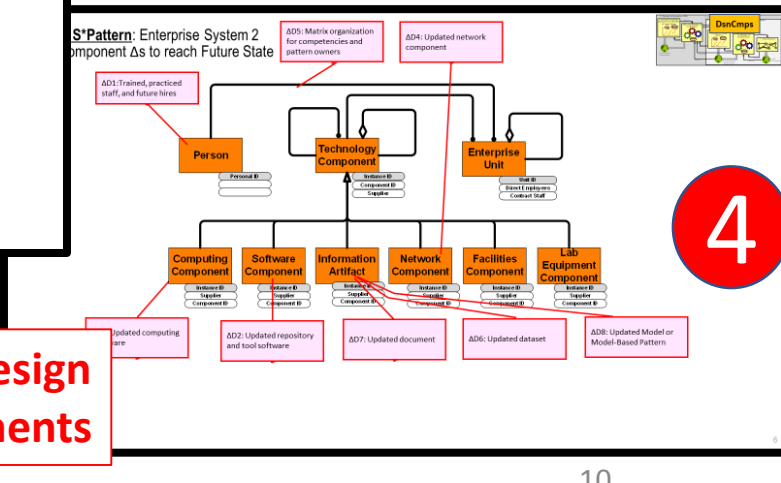 S*Pattern: Enterprise System 2
omponent Δs to reach Future State
ΔD5: Matrix organization
for competencies and
pattern owners
ΔD4: Updated network
component
DsnCmps
ΔD1:Trained, practiced
staff, and future hires
Person
Personal ID
Technology
Component
Instance ID
Component ID
Supplier
Enterprise
Unit
Unit ID
Direct Employees
Contract Staff
4
Computing
Component
Instance ID
Supplier
Component ID
Software
Component
Instance ID
Supplier
Component ID
Information
Artifact
Instance ID
Supplier
Component ID
Network
Component
Instance ID
Supplier
Component ID
Facilities
Component
Instance ID
Supplier
Component ID
Lab
Equipment
Component
Instance ID
Supplier
Component ID
Updated computing
ware
ΔD2: Updated repository
and tool software
ΔD7: Updated document
ΔD6: Updated dataset
ΔD8: Updated Model or
Model-Based Pattern
esign
nents
6
10